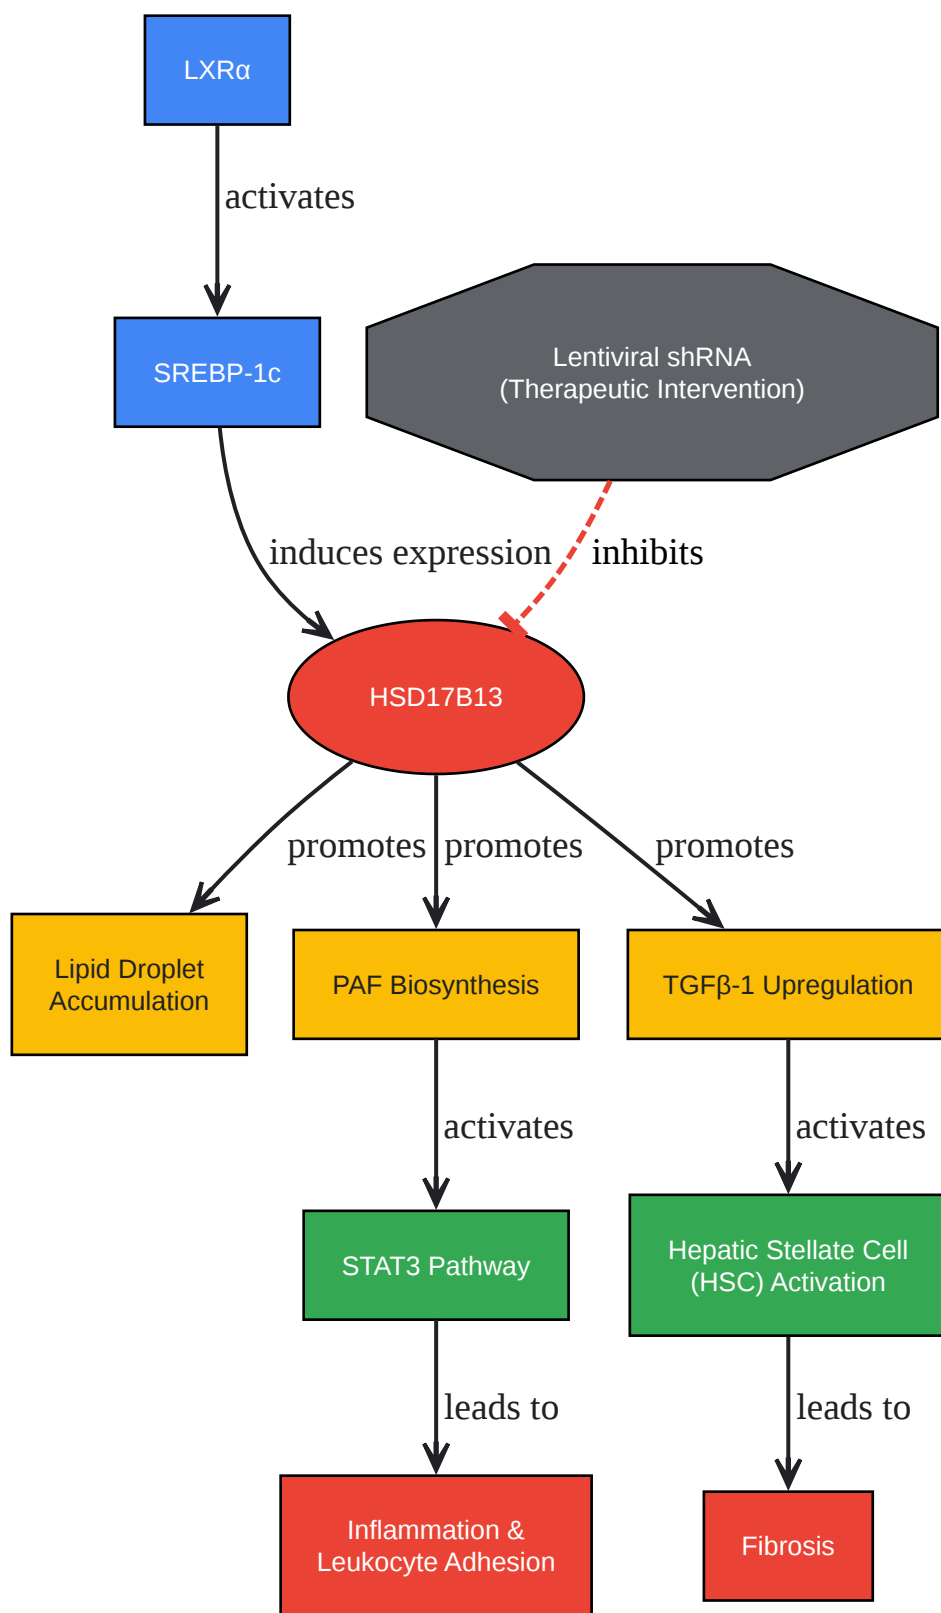 LXRα
activates
SREBP-1c
Lentiviral shRNA
(Therapeutic Intervention)
induces expression
inhibits
HSD17B13
promotes
promotes
promotes
Lipid Droplet
Accumulation
PAF Biosynthesis
TGFβ-1 Upregulation
activates
activates
STAT3 Pathway
Hepatic Stellate Cell
(HSC) Activation
leads to
leads to
Inflammation &
Leukocyte Adhesion
Fibrosis